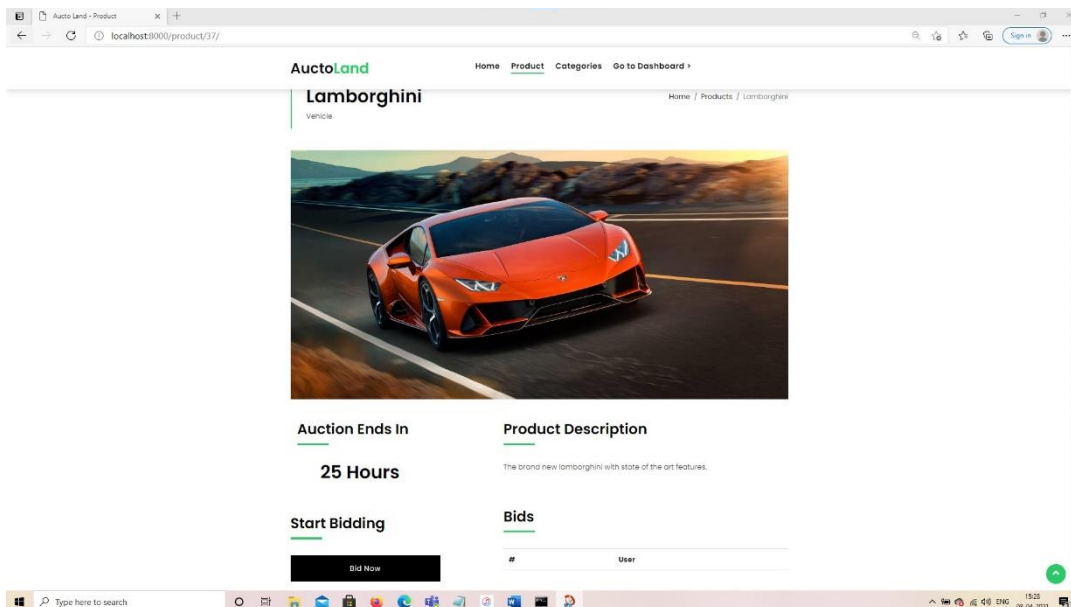 Aucto Land - Product
localhost:8000/product/37/
Sign in
AuctoLand
Home Product Categories Go to Dashboard >
Lamborghini
Home / Products / Lamborghini
Vehicle
Auction Ends In
Product Description
25 Hours
The brand new lamborghini with state of the art features.
Start Bidding
Bids
# User
Bid Now
Type here to search
ENG
15:23